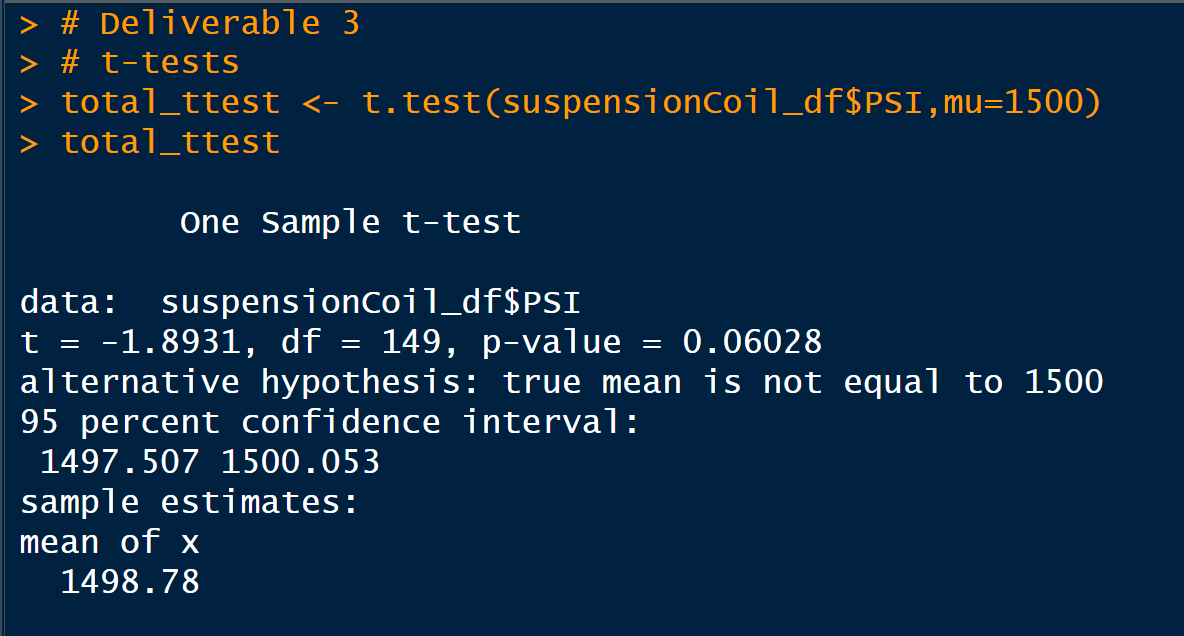 > # Deliverable 3
> # t-tests
> total_ttest <- t.test(suspensionCoil_df$PSI,mu=1500)
> total_ttest
One Sample t-test
data:  suspensionCoil_df$PSI
t = -1.8931, df = 149, p-value = 0.06028
alternative hypothesis: true mean is not equal to 1500
95 percent confidence interval:
1497.507 1500.053
sample estimates:
mean of x
1498.78